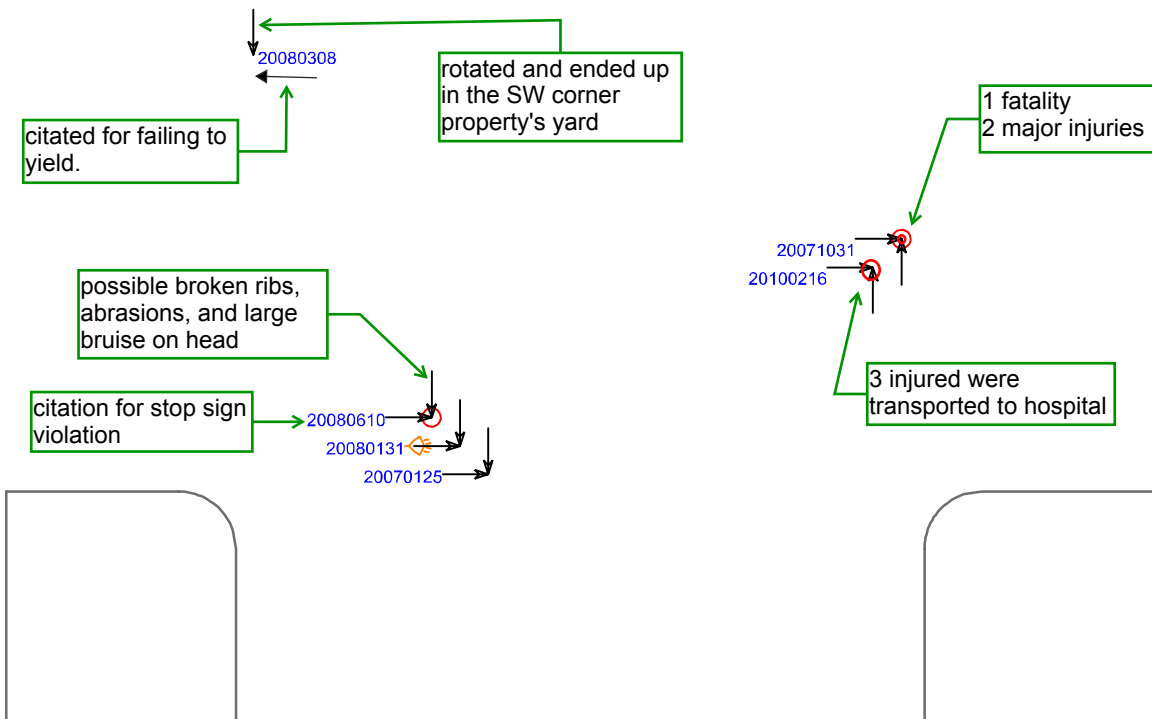 20080308
rotated and ended up
in the SW corner
property's yard
citated for failing to
yield.
1 fatality
2 major injuries
20071031
20100216
possible broken ribs,
abrasions, and large
bruise on head
3 injured were
transported to hospital
citation for stop sign
violation
20080610
20080131
20070125